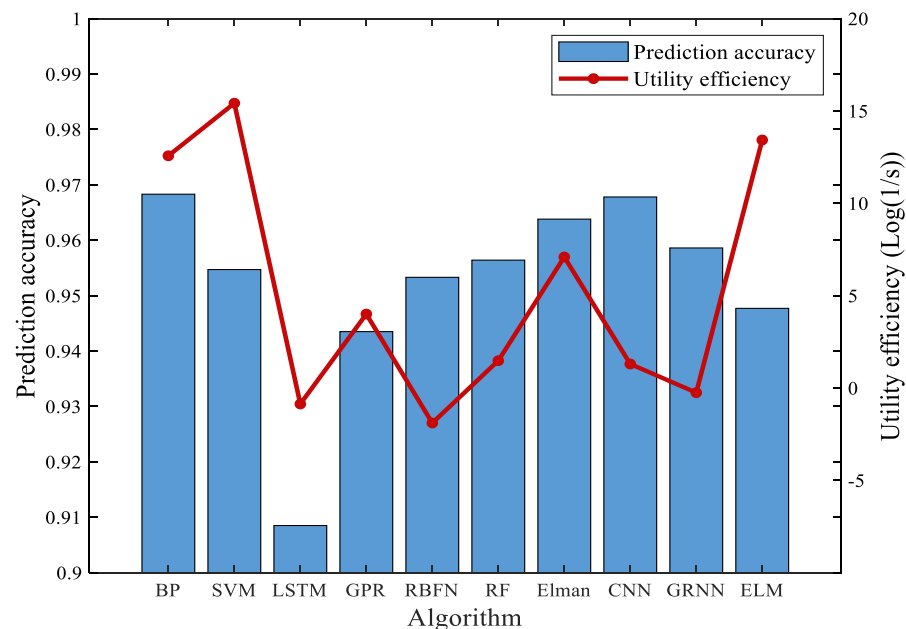 Prediction accuracy
Utility efficiency
1
0.99
0.98
0.97
0.96
0.95
0.94
0.93
0.92
0.91
0.9
Prediction accuracy
20
15
10
5
0
-5
Utility efficiency (Log(1/s))
BP SVM LSTM GPR RBFN RF Elman CNN GRNN ELM
Algorithm